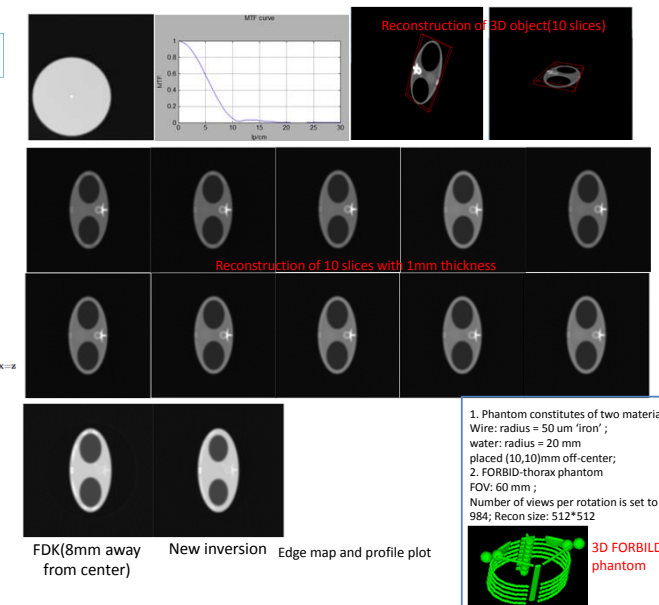 MTF curve
Reconstruction of 3D object(10 slices)
1
0.8
0.6
0.4
0.2
0
MTF
0 5 10 15 20 25 30
lp/cm
Reconstruction of 10 slices with 1mm thickness
x=z
FDK(8mm away
from center)
New inversion
Edge map and profile plot
1. Phantom constitutes of two materia
Wire: radius = 50 um ‘iron’ ;
water: radius = 20 mm
placed (10,10)mm off-center;
2. FORBID-thorax phantom
FOV: 60 mm ;
Number of views per rotation is set to
984; Recon size: 512*512
3D FORBILD
phantom